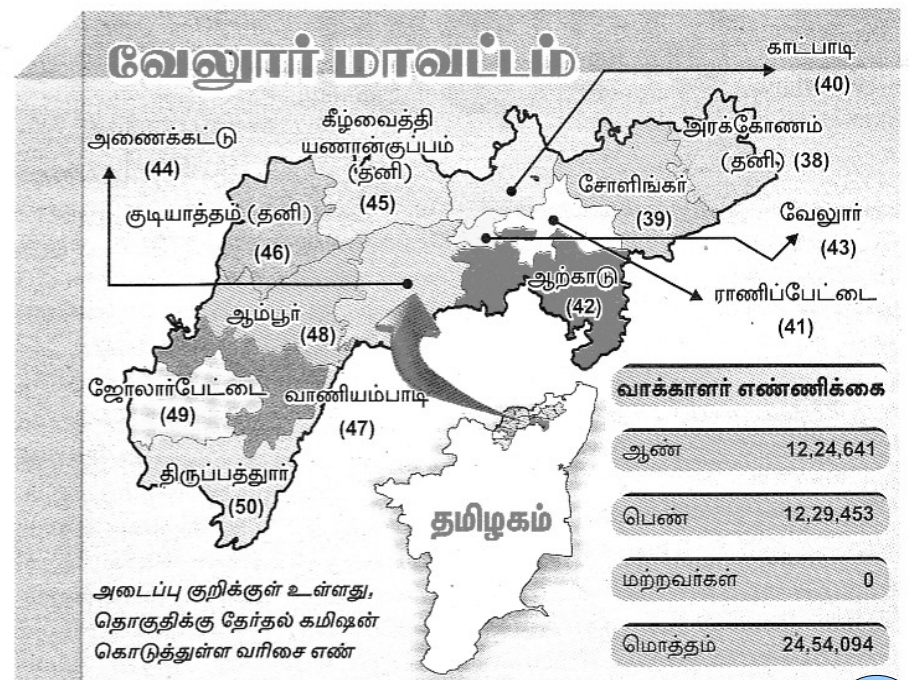 வேலூர் மாவட்டம்
காட்பாடி
(40)
அணைக்கட்டு
(44)
கீழ்வைத்தி
யணான்குப்பம்
(தனி)
(45)
அரக்கோணம்
(தனி) (38)
சோளிங்கர்
(39)
குடியாத்தம் (தனி)
(46)
வேலூர்
(43)
ஆற்காடு
(42)
ராணிப்பேட்டை
(41)
ஆம்பூர்
(48)
ஜோலார்பேட்டை
(49)
வாணியம்பாடி
(47)
திருப்பத்தூர்
(50)
தமிழகம்
வாக்காளர் எண்ணிக்கை
ஆண் 12,24,641
பெண் 12,29,453
மற்றவர்கள் 0
மொத்தம் 24,54,094
அடைப்பு குறிக்குள் உள்ளது,
தொகுதிக்கு தேர்தல் கமிஷன்
கொடுத்துள்ள வரிசை எண்